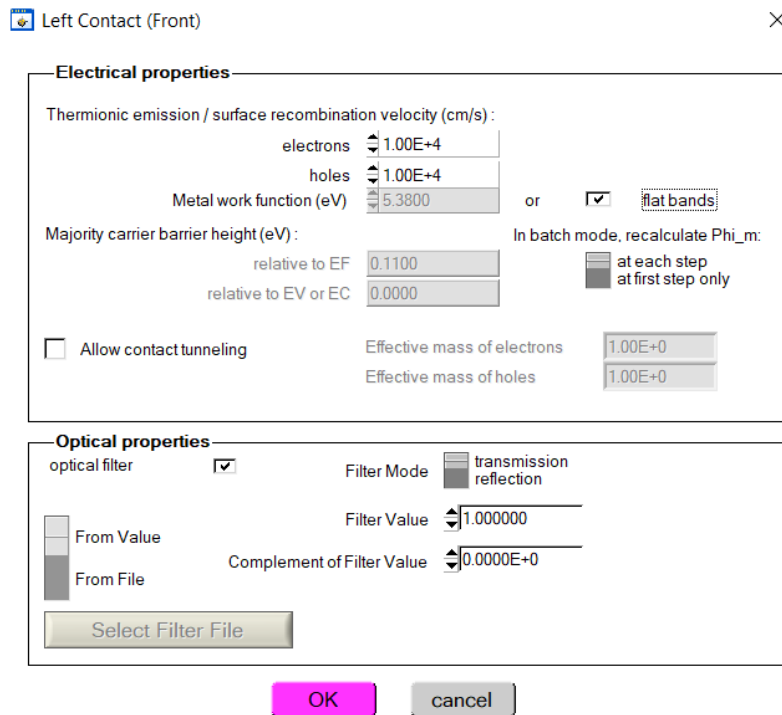 Left Contact (Front)
Electrical properties
Thermionic emission / surface recombination velocity (cm/s) :
electrons 1.00E+4
holes 1.00E+4
Metal work function (eV) 5.3800 or flat bands
Majority carrier barrier height (eV) : In batch mode, recalculate Phi_m:
relative to EF 0.1100 at each step
relative to EV or EC 0.0000 at first step only
Allow contact tunneling Effective mass of electrons 1.00E+0
Effective mass of holes 1.00E+0
Optical properties
optical filter Filter Mode transmission
reflection
Filter Value 1.000000
From Value
Complement of Filter Value 0.0000E+0
From File
Select Filter File
OK cancel